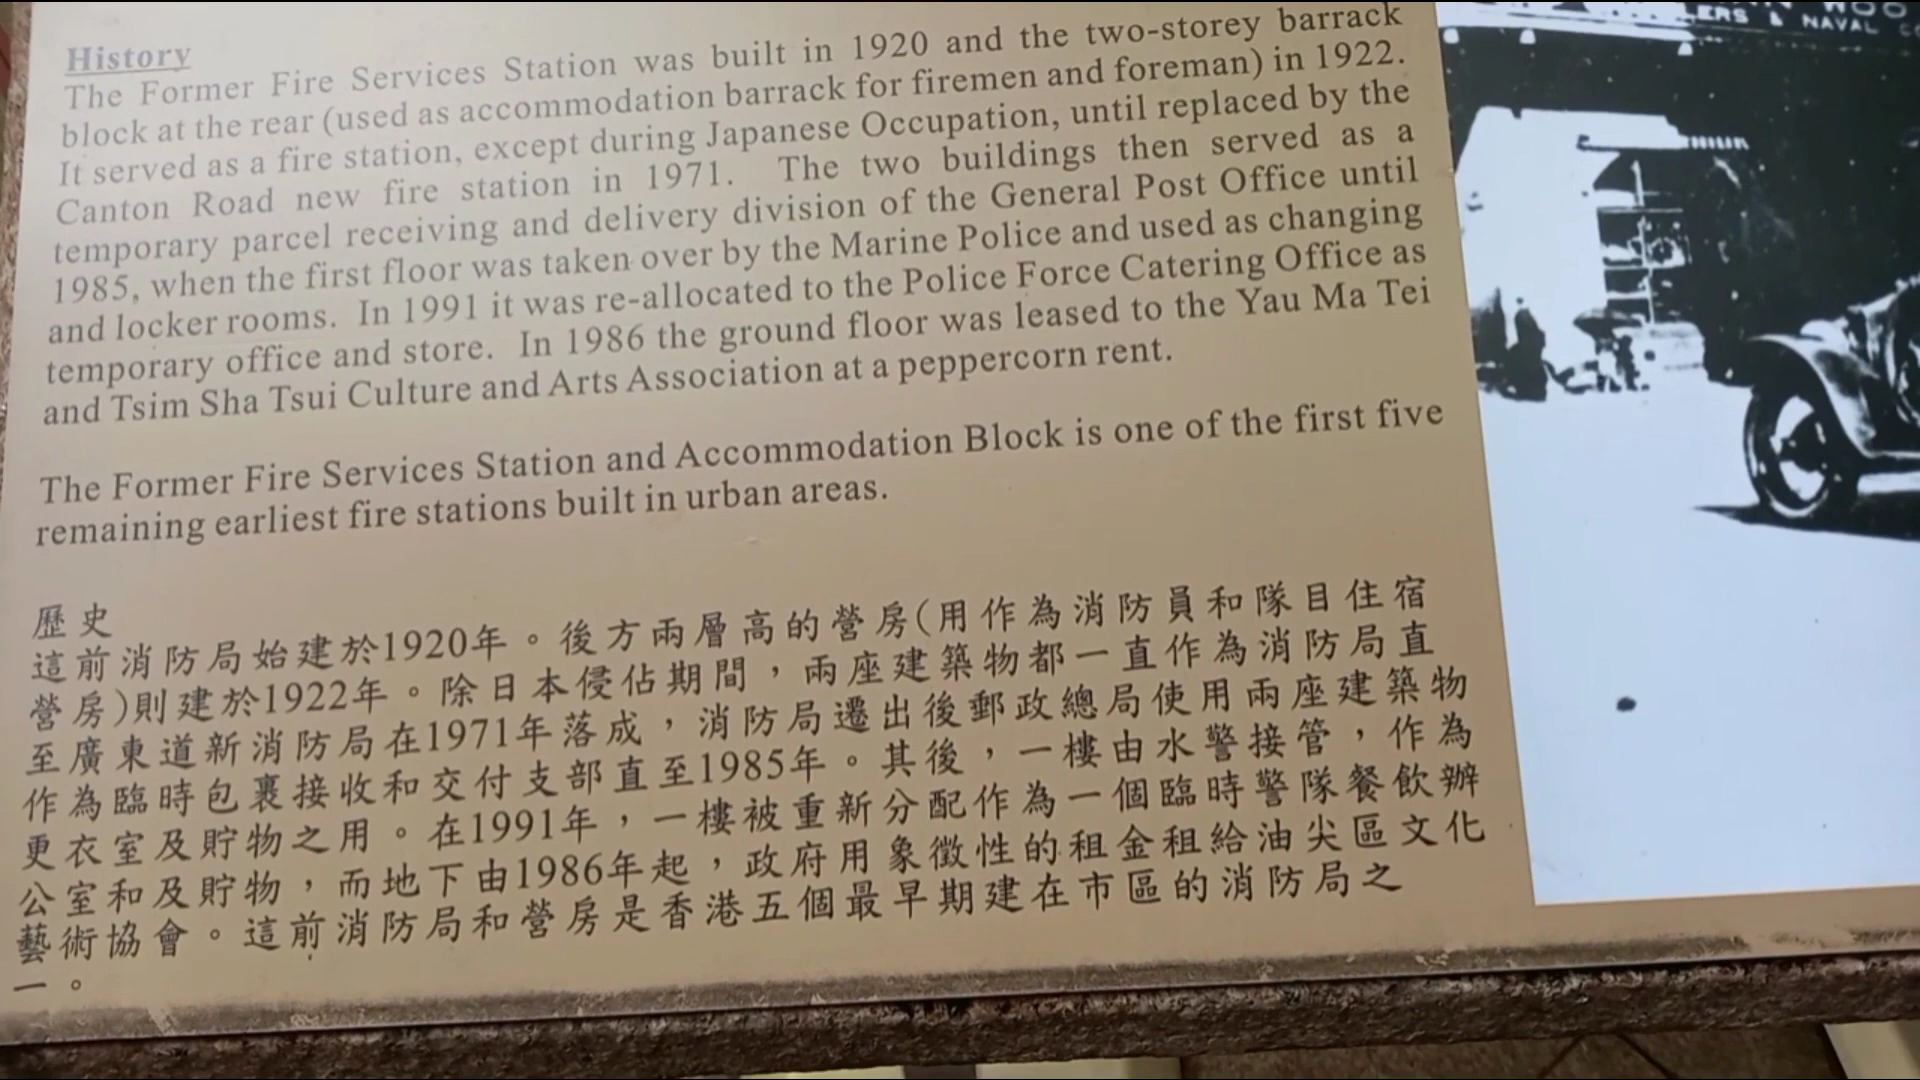 History
The Former Fire Services Station was built in 1920 and the two-storey barrack
block at the rear (used as accommodation barrack for firemen and foreman) in 1922.
It served as a fire station, except during Japanese Occupation, until replaced by the
Canton Road new fire station in 1971. The two buildings then served as a
temporary parcel receiving and delivery division of the General Post Office until
1985, when the first floor was taken over by the Marine Police and used as changing
and locker rooms. In 1991 it was re-allocated to the Police Force Catering Office as
temporary office and store. In 1986 the ground floor was leased to the Yau Ma Tei
and Tsim Sha Tsui Culture and Arts Association at a peppercorn rent.
The Former Fire Services Station and Accommodation Block is one of the first five
remaining earliest fire stations built in urban areas.
歷史
這前消防局始建於1920年。後方兩層高的營房(用作為消防員和隊目住宿
營房)則建於1922年。除日本侵佔期間，兩座建築物都一直作為消防局直
至廣東道新消防局在1971年落成，消防局遷出後郵政總局使用兩座建築物
作為臨時包裹接收和交付支部直至1985年。其後，一樓由水警接管，作為
更衣室及貯物之用。在1991年，一樓被重新分配作為一個臨時警隊餐飲辦
公室和及貯物，而地下由1986年起，政府用象徵性的租金租給油尖區文化
藝術協會。這前消防局和營房是香港五個最早期建在市區的消防局之
一。
WOO
LERS & NAVAL